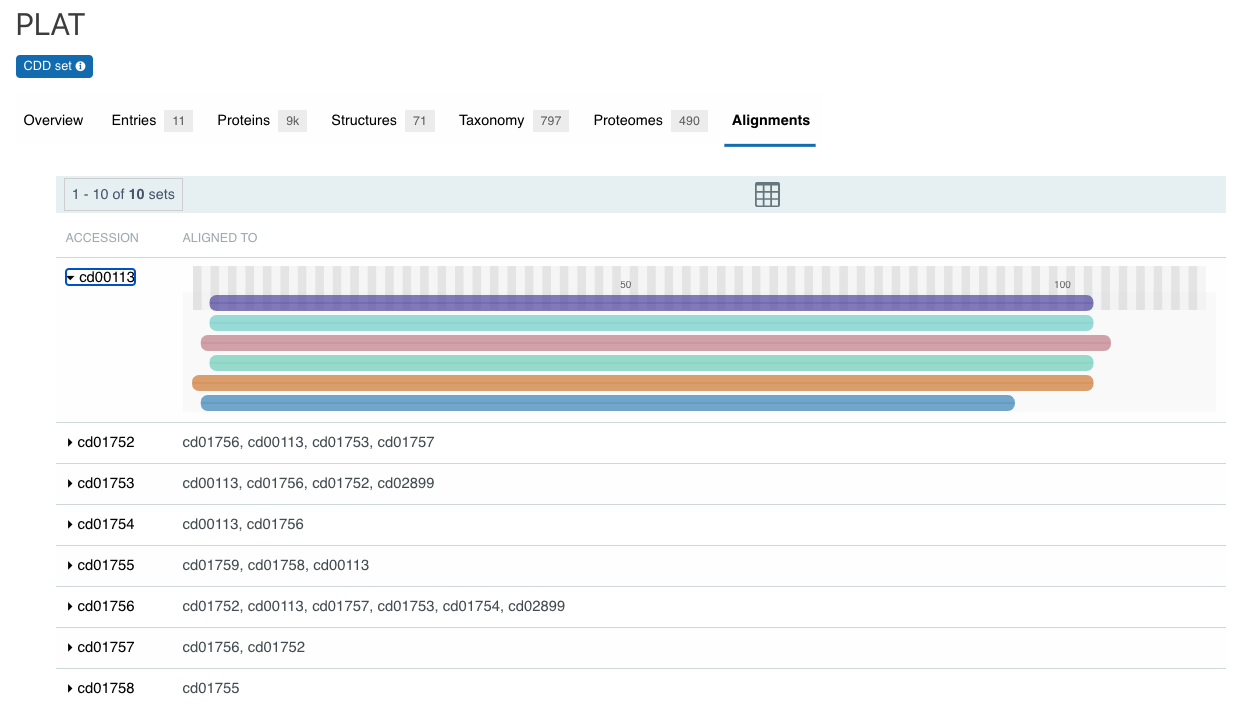 PLAT
CDD set
Overview Entries 11 Proteins 9k Structures 71 Taxonomy 797 Proteomes 490 Alignments
1 - 10 of 10 sets
ACCESSION ALIGNED TO
cd00113
50 100
cd01752 cd01756, cd00113, cd01753, cd01757
cd01753 cd00113, cd01756, cd01752, cd02899
cd01754 cd00113, cd01756
cd01755 cd01759, cd01758, cd00113
cd01756 cd01752, cd00113, cd01757, cd01753, cd01754, cd02899
cd01757 cd01756, cd01752
cd01758 cd01755